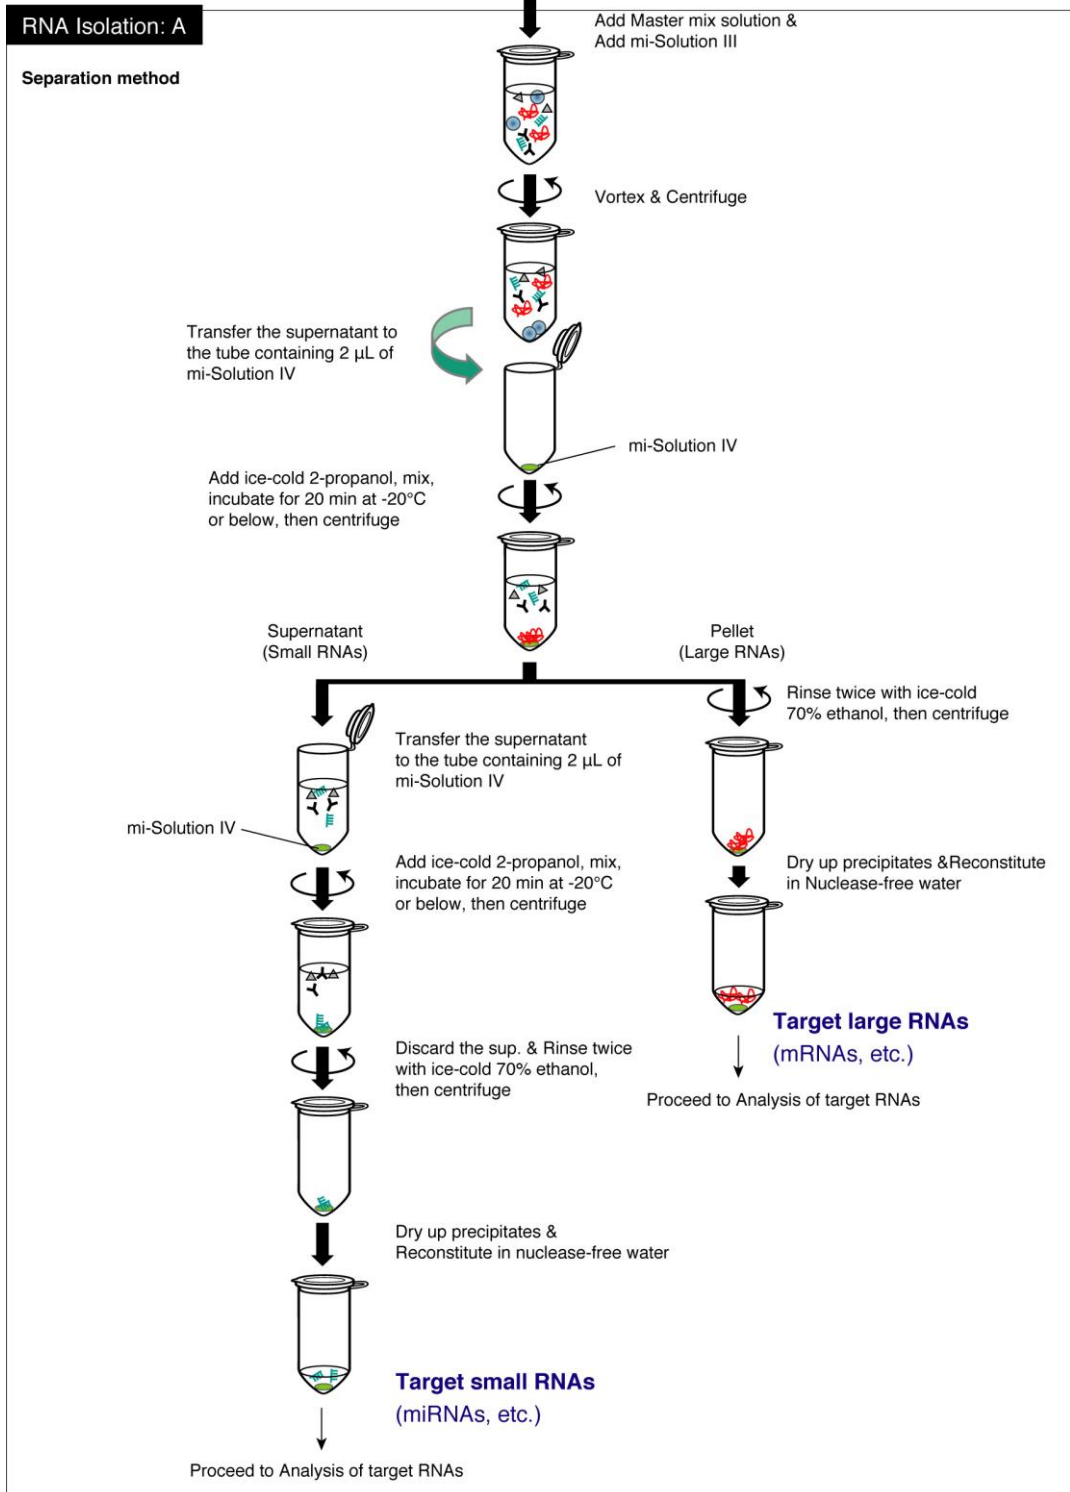 RNA Isolation: A
Separation method
Add Master mix solution &
Add mi-Solution III
Vortex & Centrifuge
Transfer the supernatant to
the tube containing 2 µL of
mi-Solution IV
mi-Solution IV
Add ice-cold 2-propanol, mix,
incubate for 20 min at -20°C
or below, then centrifuge
Supernatant
(Small RNAs)
Pellet
(Large RNAs)
Rinse twice with ice-cold
70% ethanol, then centrifuge
Transfer the supernatant
to the tube containing 2 µL of
mi-Solution IV
mi-Solution IV
Add ice-cold 2-propanol, mix,
incubate for 20 min at -20°C
or below, then centrifuge
Dry up precipitates &Reconstitute
in Nuclease-free water
Target large RNAs
(mRNAs, etc.)
Proceed to Analysis of target RNAs
Discard the sup. & Rinse twice
with ice-cold 70% ethanol,
then centrifuge
Dry up precipitates &
Reconstitute in nuclease-free water
Target small RNAs
(miRNAs, etc.)
Proceed to Analysis of target RNAs